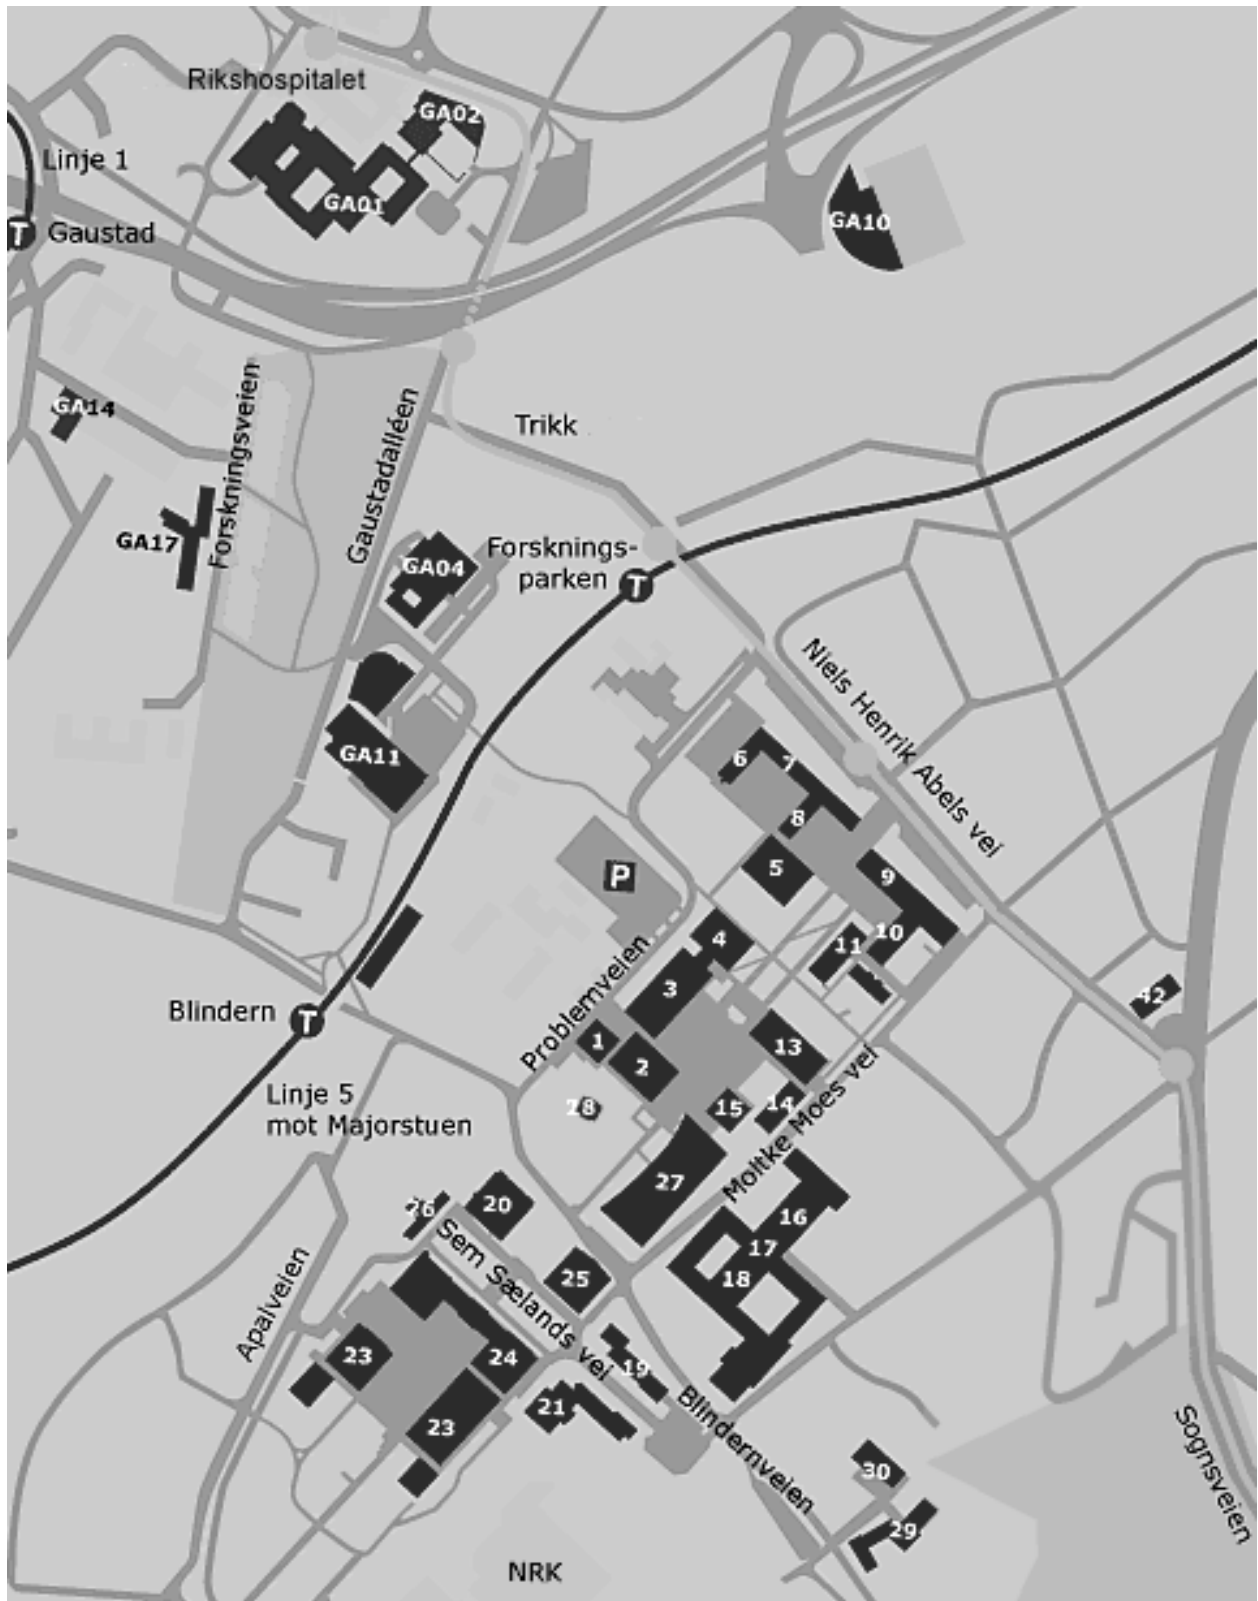 Rikshospitalet
GA02
Linje 1
GA01
GA10
T
Gaustad
Forskningsveien
Gaustadalléen
GA14
Trikk
GA17
GA04
Forsknings-
parken
T
Niels Henrik Abels vei
GA11
6
7
8
5
P
9
4
11
10
Problemveien
3
42
Blindern
T
1
13
2
Moltke Moes vei
Linje 5
mot Majorstuen
28
15
14
27
26
20
16
Sem Sælands vei
17
25
18
Apalveien
23
24
19
21
23
Blindernveien
Sognsveien
30
29
NRK